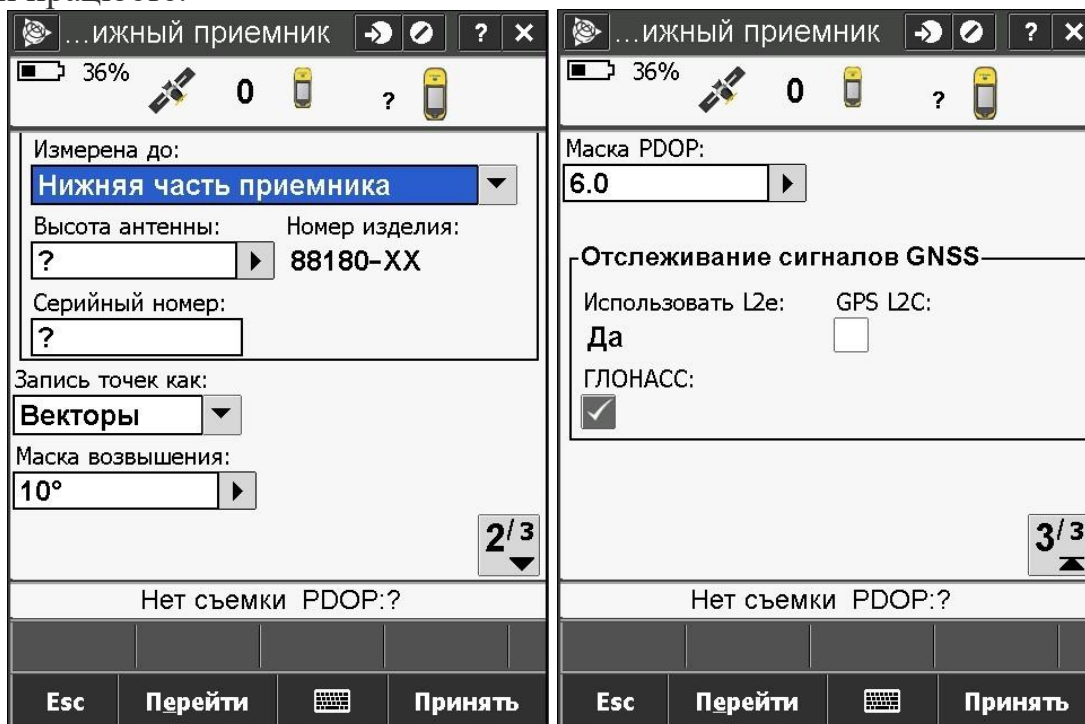 ...ижный приемник ? ×
36% 0 ?
Измерена до:
Нижняя часть приемника
Высота антенны: Номер изделия:
? 88180-XX
Серийный номер:
?
Запись точек как:
Векторы
Маска возвышения:
10°
2/3
Нет съемки PDOP:?
Esc Перейти Принять
...ижный приемник ? ×
36% 0 ?
Маска PDOP:
6.0
Отслеживание сигналов GNSS
Использовать L2e: GPS L2C:
Да
ГЛОНАСС:
3/3
Нет съемки PDOP:?
Esc Перейти Принять